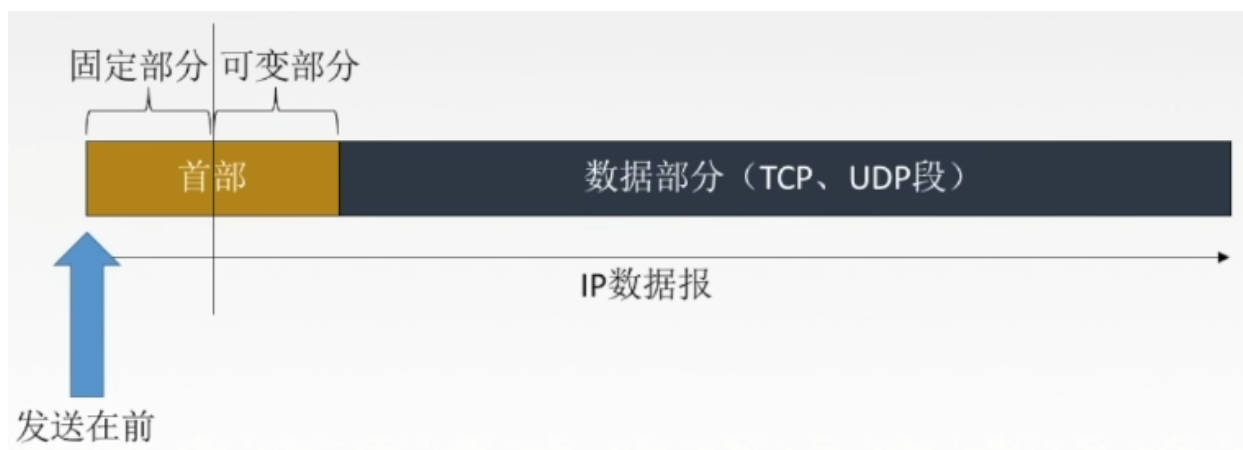 固定部分 可变部分
首部 数据部分（TCP、UDP段）
IP数据报
发送在前